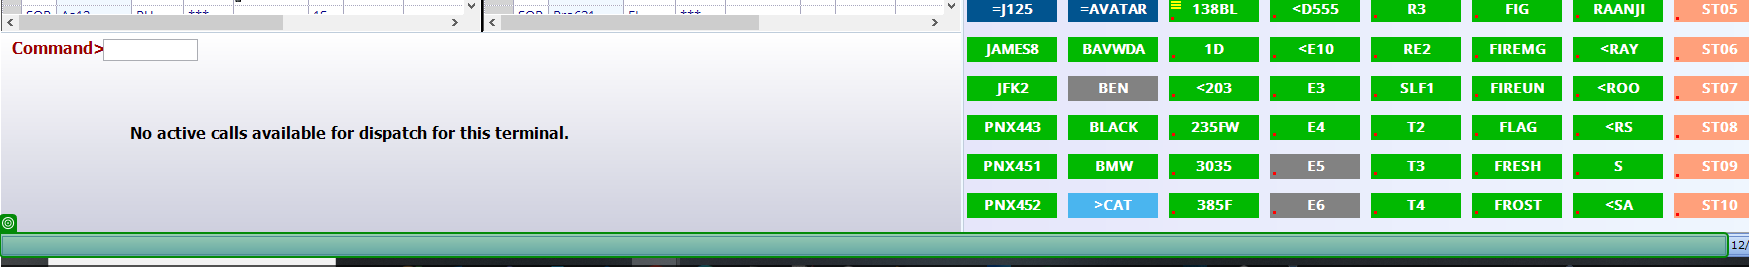 =J125 =AVATAR 138BL <D555 R3 FIG RAANJI ST05
Command>
JAMES8 BAVWDA 1D <E10 RE2 FIREMG <RAY ST06
JFK2 BEN <203 E3 SLF1 FIREUN <ROO ST07
No active calls available for dispatch for this terminal.
PNX443 BLACK 235FW E4 T2 FLAG <RS ST08
PNX451 BMW 3035 E5 T3 FRESH S ST09
PNX452 >CAT 385F E6 T4 FROST <SA ST10
12/